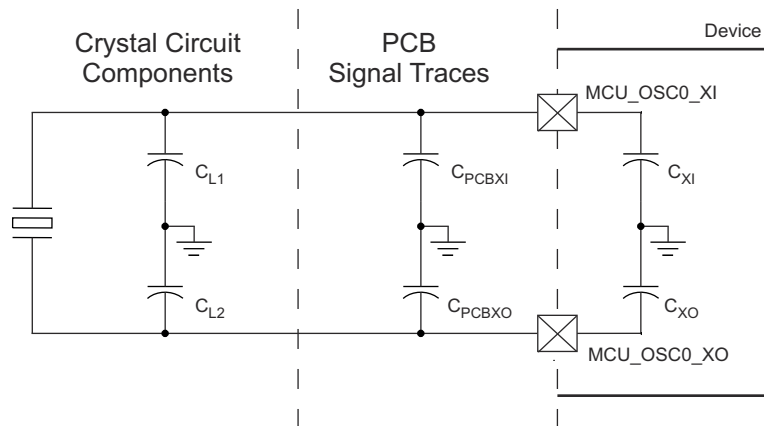 Crystal Circuit
Components
PCB
Signal Traces
Device
MCU_OSC0_XI
CL1
CPCBXI
CXI
CL2
CPCBXO
CXO
MCU_OSC0_XO